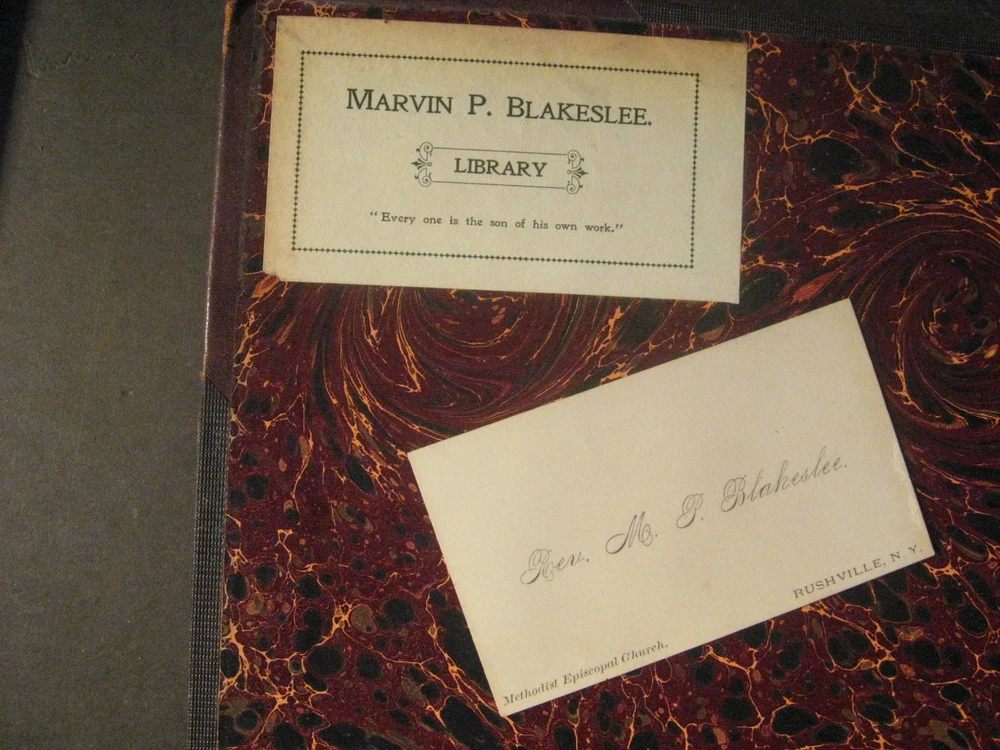 MARVIN P. BLAKESLEE.
LIBRARY
"Every one is the son of his own work."
Rev. M. P. Blakeslee.
RUSHVILLE, N. Y.
Methodist Episcopal Church.